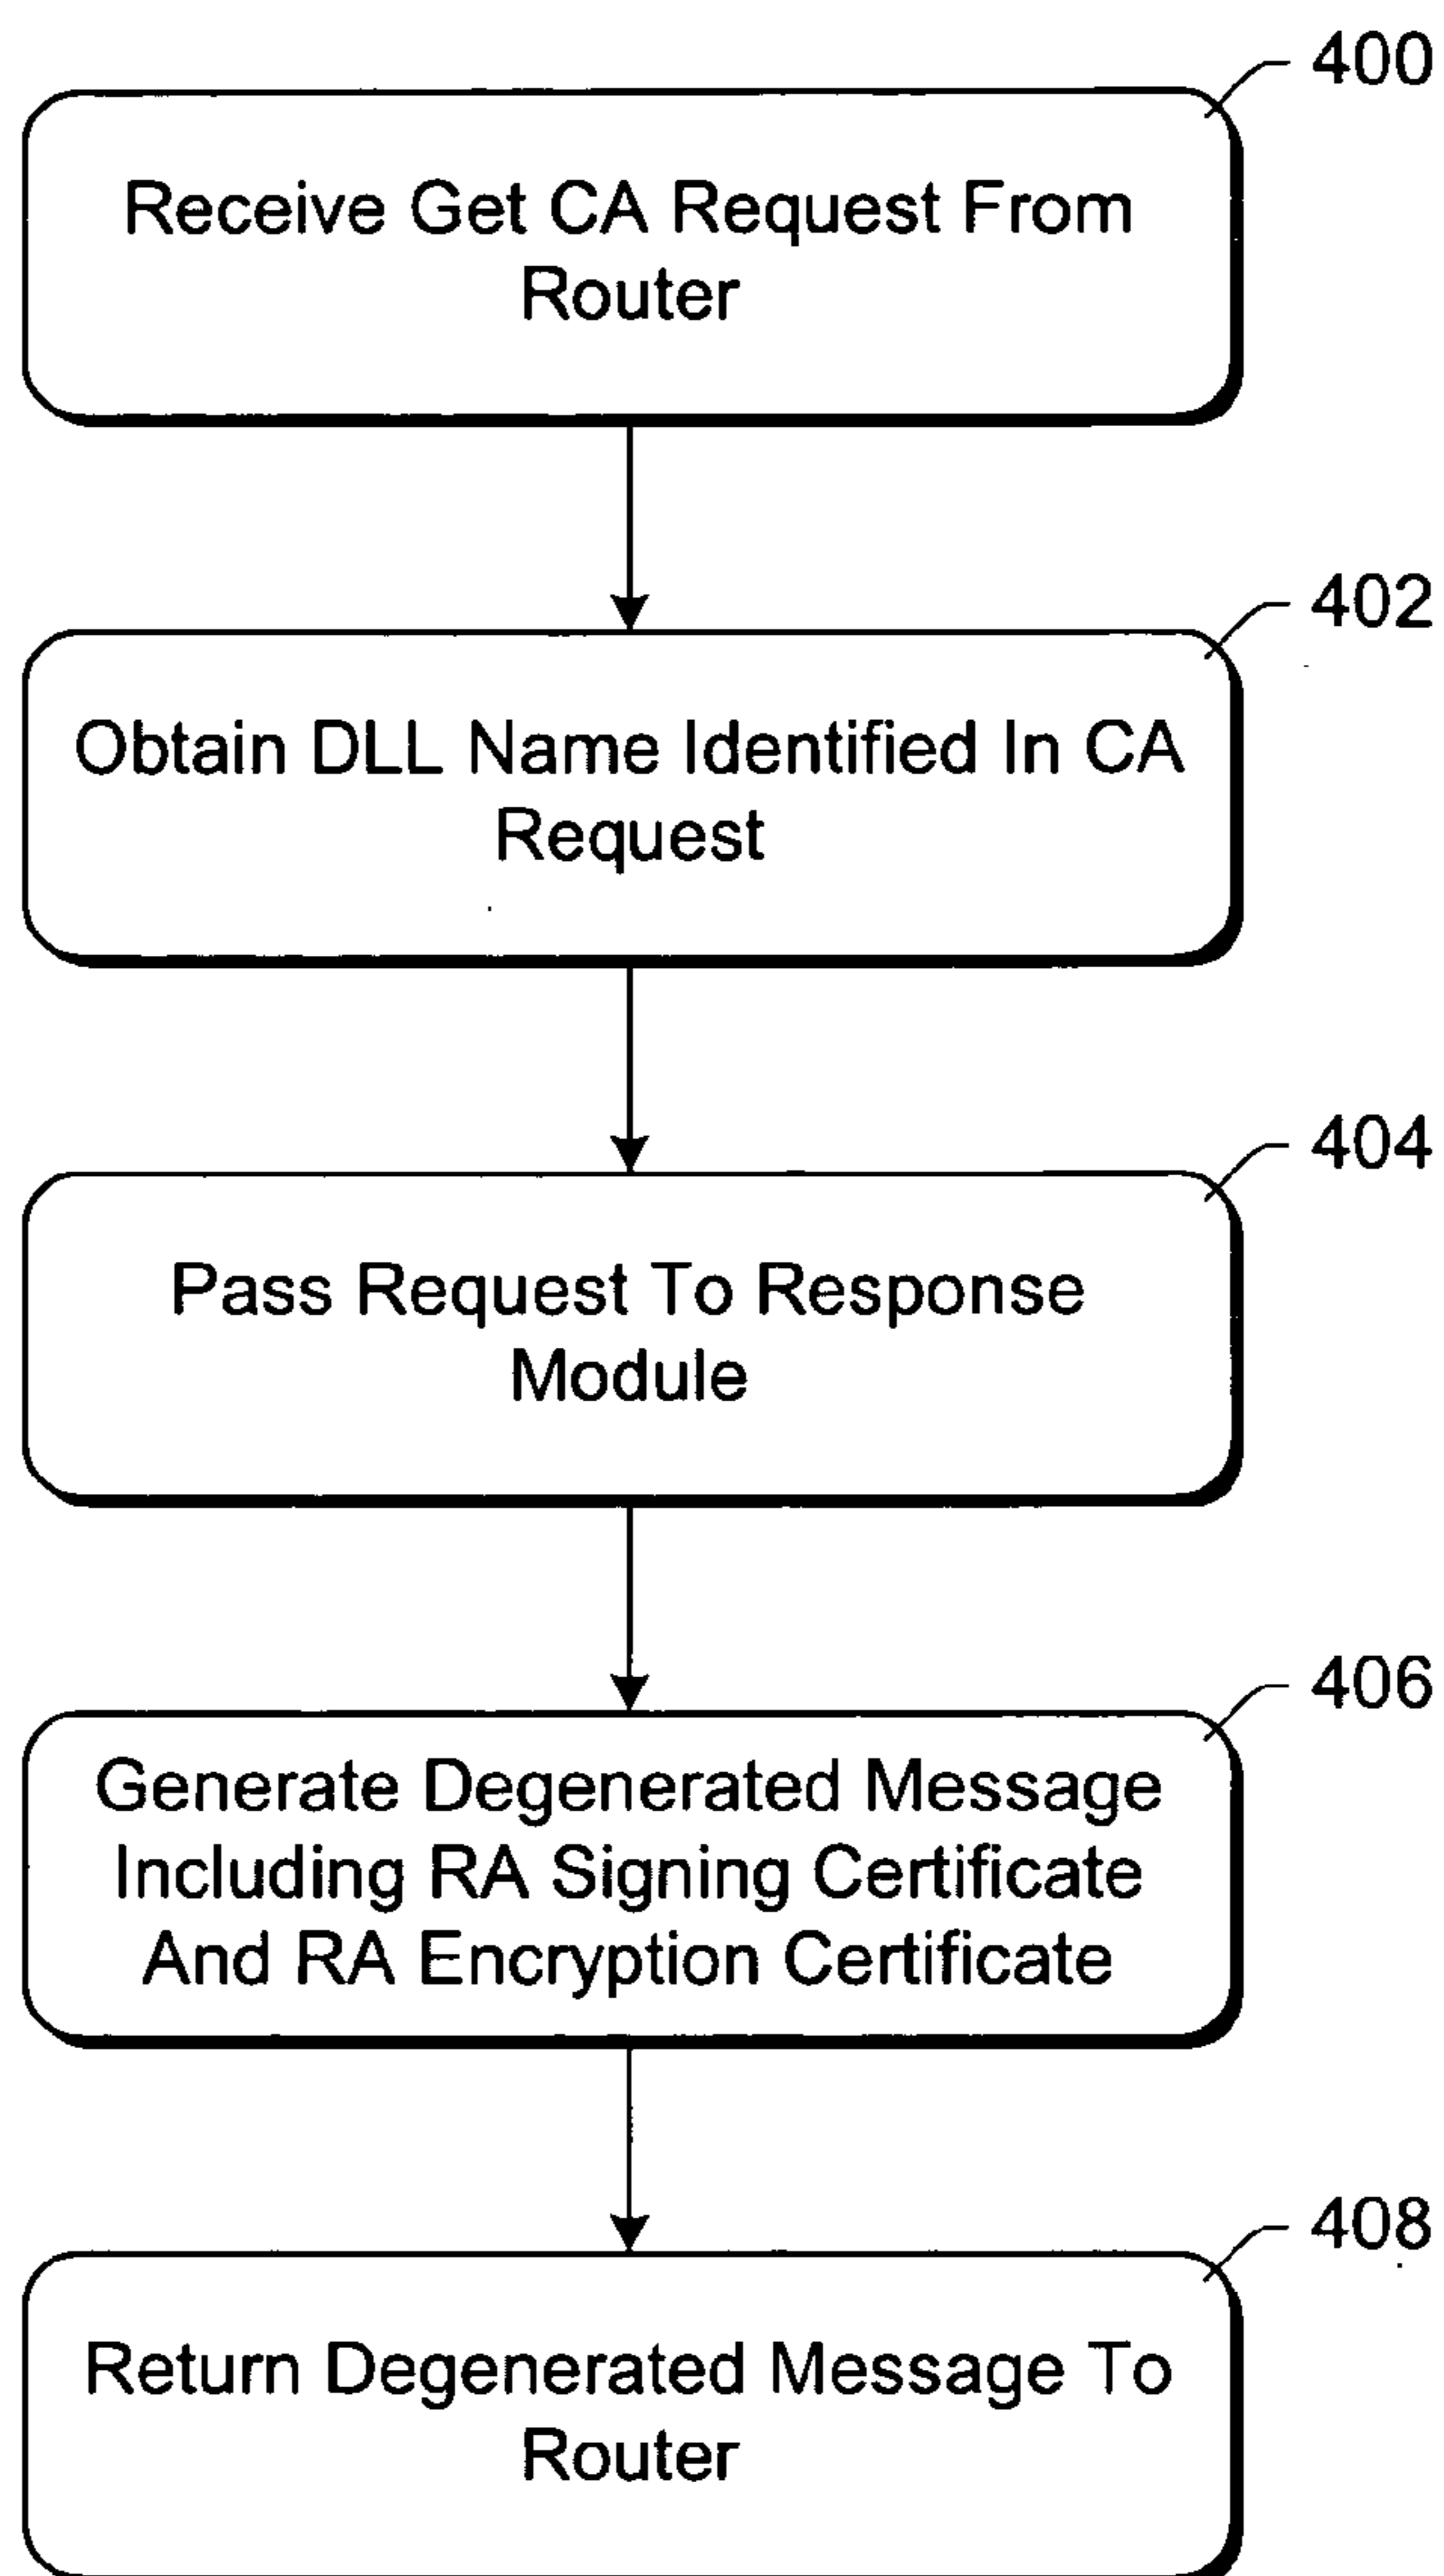 400
Receive Get CA Request From
Router
402
Obtain DLL Name Identified In CA
Request
404
Pass Request To Response
Module
406
Generate Degenerated Message
Including RA Signing Certificate
And RA Encryption Certificate
408
Return Degenerated Message To
Router